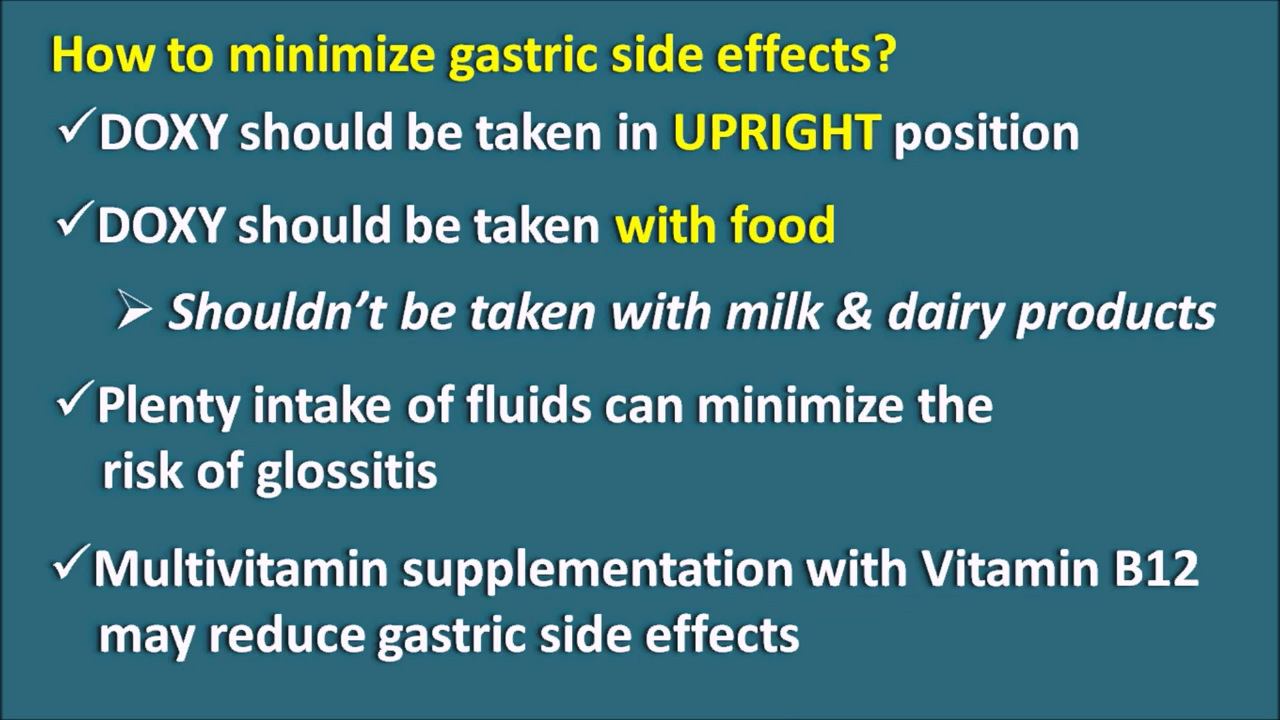 How to minimize gastric side effects?
✓DOXY should be taken in UPRIGHT position
✓DOXY should be taken with food
➢ Shouldn't be taken with milk & dairy products
✓Plenty intake of fluids can minimize the
risk of glossitis
✓Multivitamin supplementation with Vitamin B12
may reduce gastric side effects